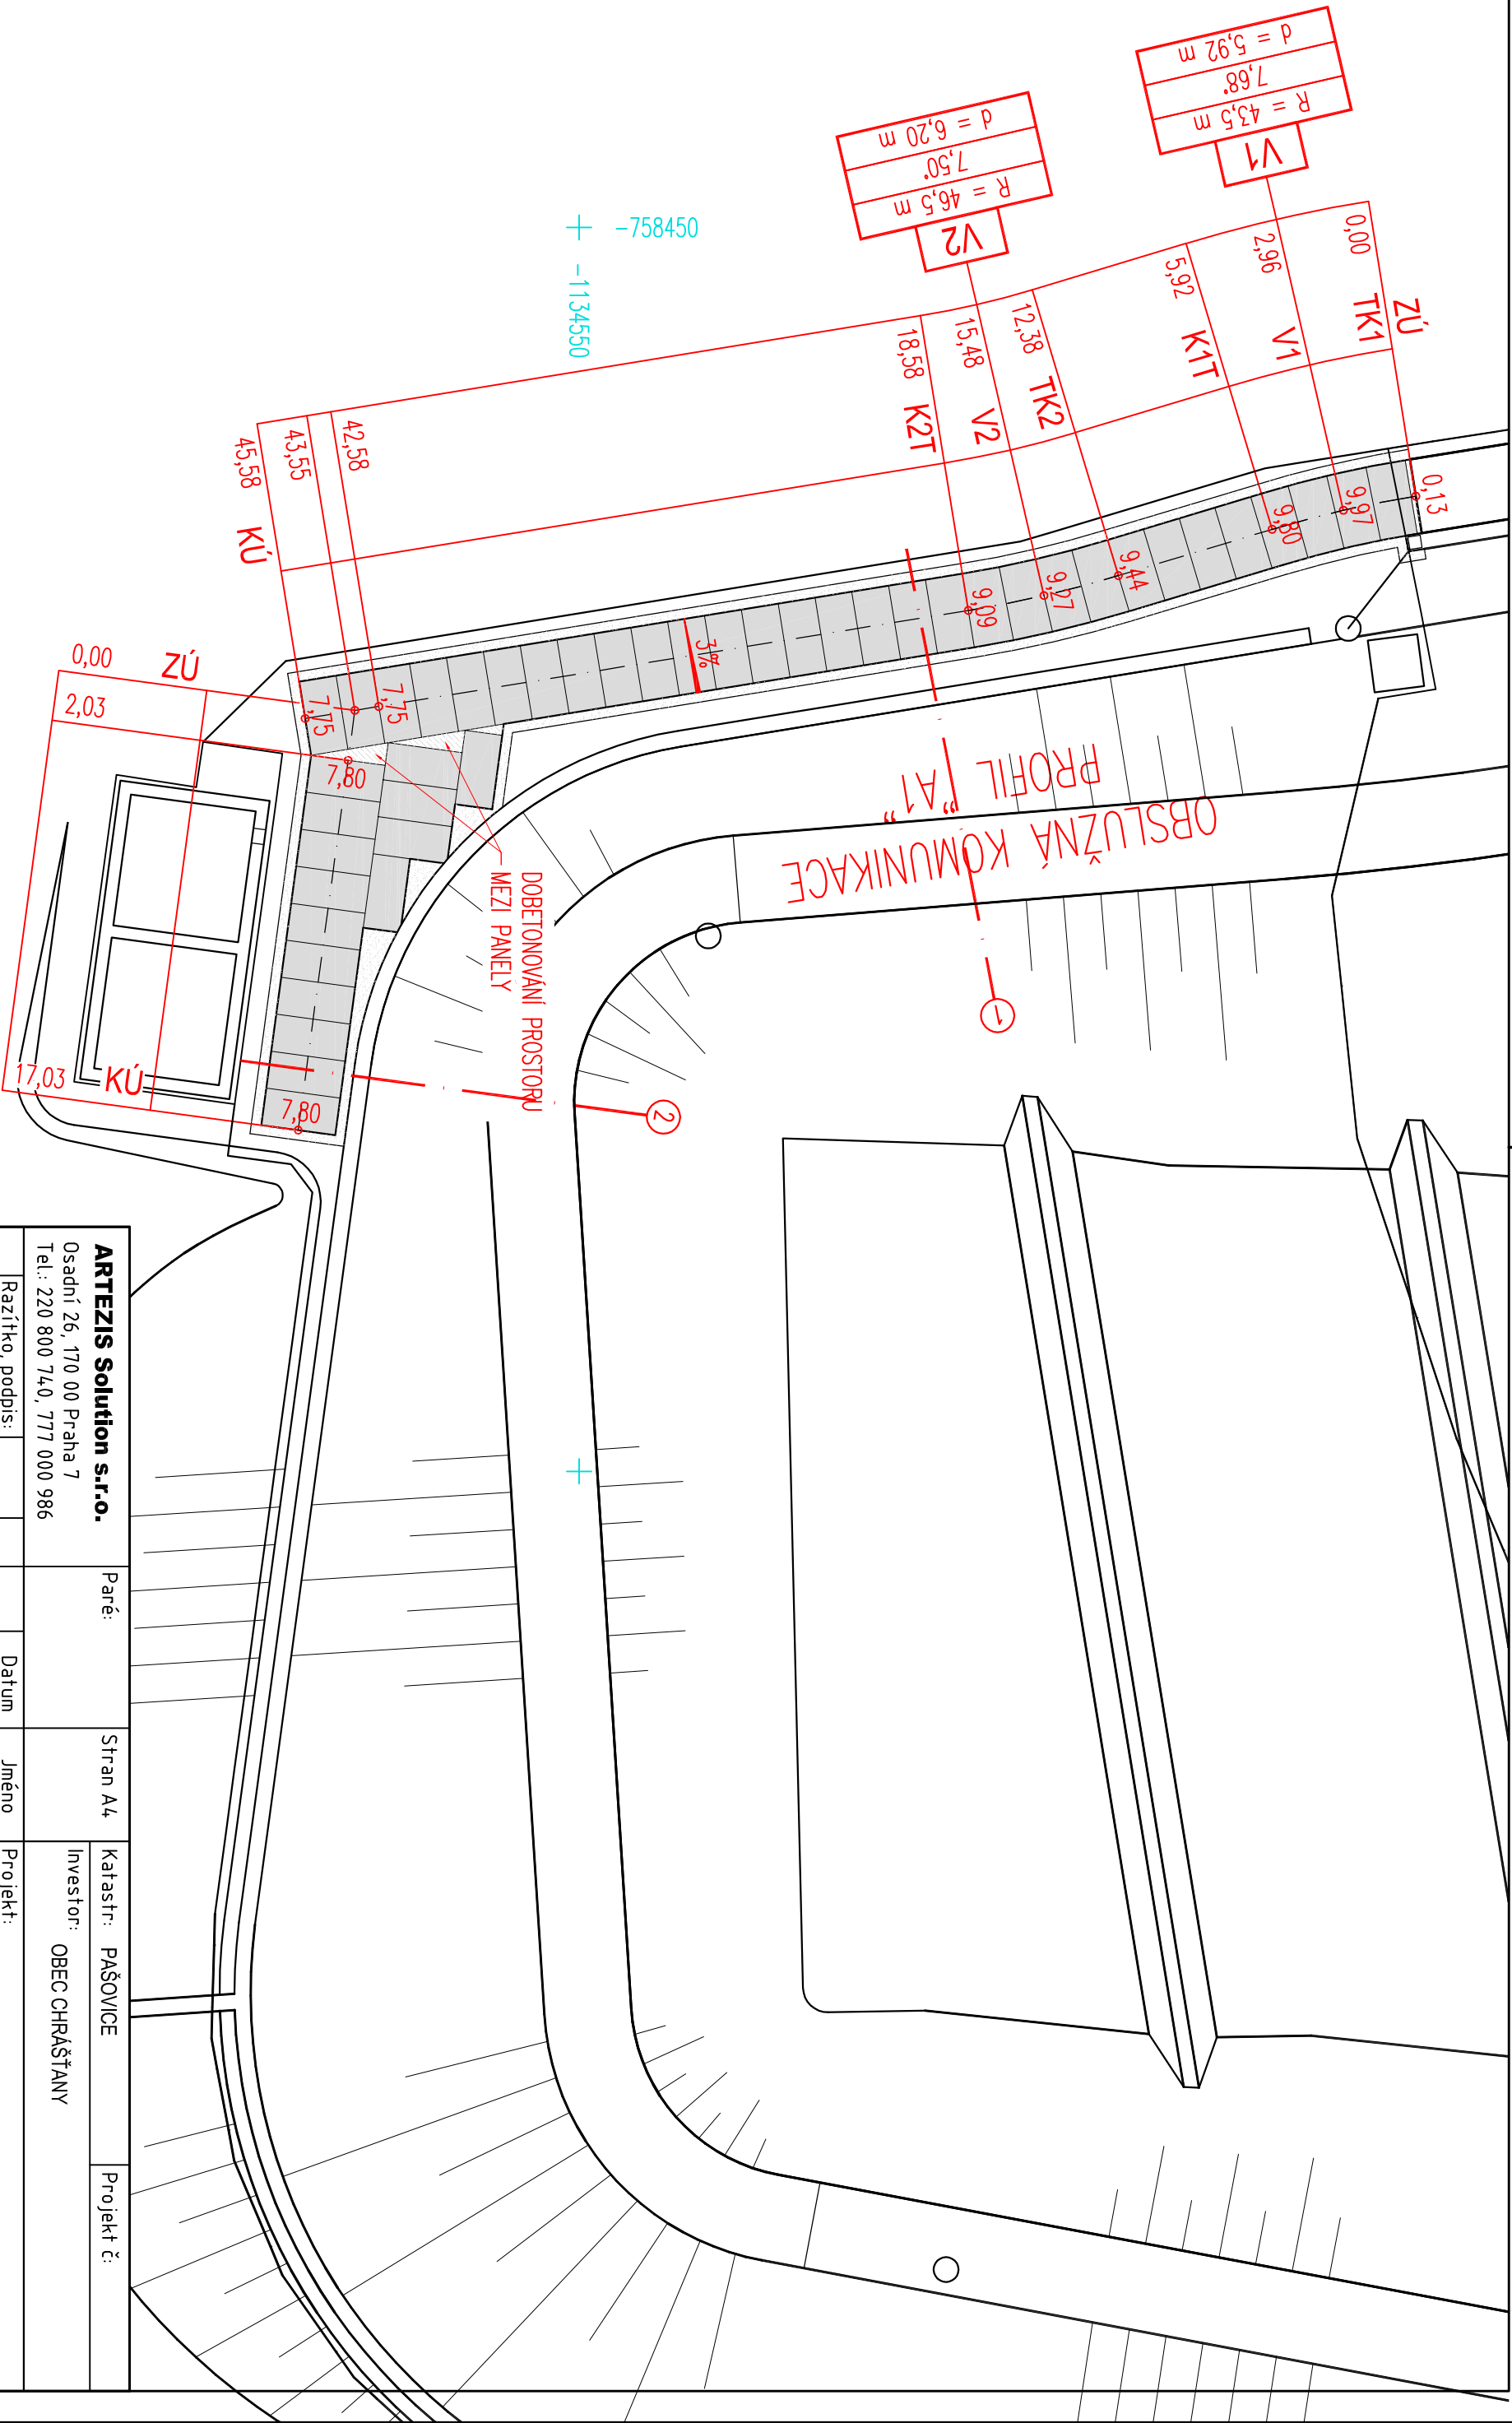 V1
R = 43,5 m
7,68°
d = 5,92 m
V2
R = 46,5 m
7,50°
d = 6,20 m
-758450
-1134550
0,00
TK1
ZÚ
2,96
V1
5,92
K1T
12,38
TK2
15,48
V2
18,58
K2T
42,58
43,55
45,58
KÚ
0,13
9,97
9,80
9,44
9,27
9,09
3%
7,75
7,75
7,80
0,00
ZÚ
2,03
17,03
KÚ
7,80
OBSLUŽNÁ KOMUNIKACE
PROFIL "A1"
1
2
DOBETONOVÁNÍ PROSTORU
MEZI PANELY
ARTEZIS Solution s.r.o.
Osadní 26, 170 00 Praha 7
Tel.: 220 800 740, 777 000 986
Razítko, podpis:
Paré:
Datum
Stran A4
Jméno
Katastr: PAŠOVICE
Projekt č:
Investor:
OBEC CHRÁŠŤANY
Projekt: